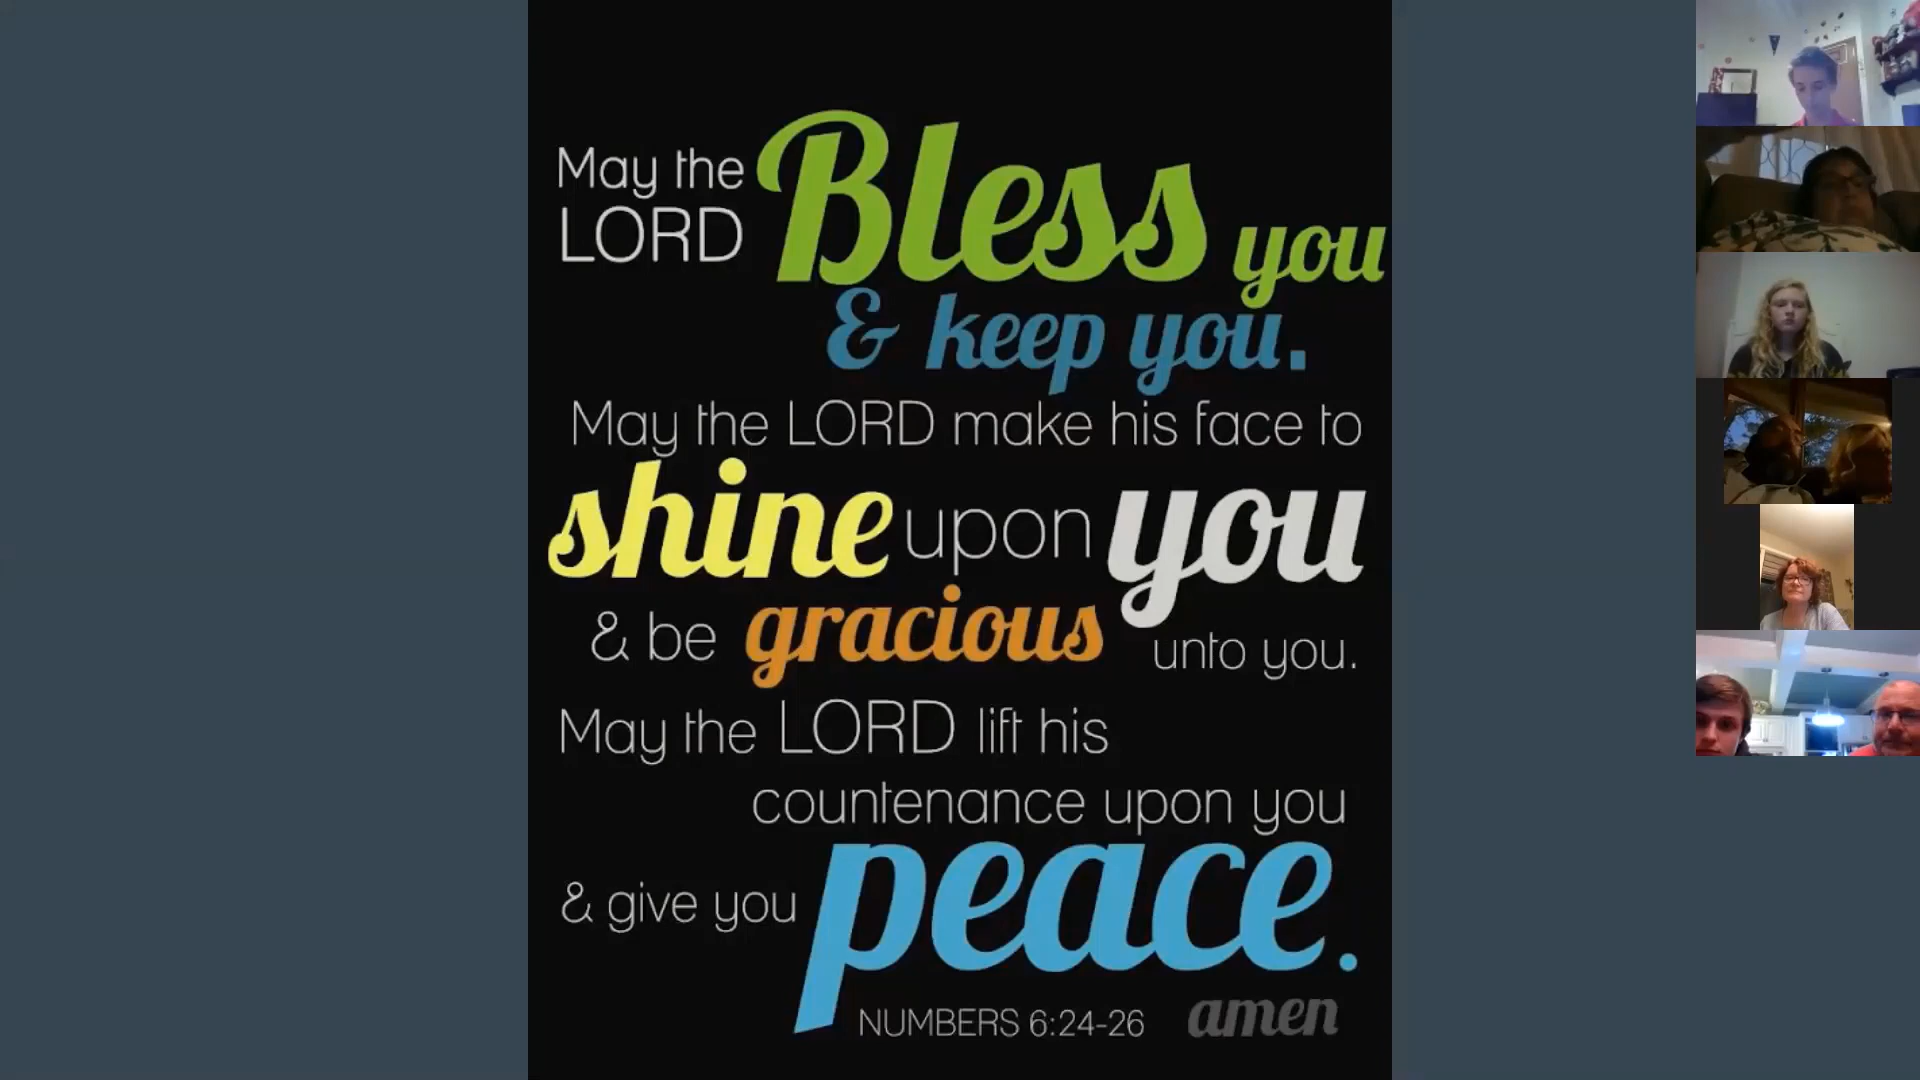 May the
LORD Bless you
& keep you.
May the LORD make his face to
shine upon you
& be gracious unto you.
May the LORD lift his
countenance upon you
& give you peace.
NUMBERS 6:24-26 amen